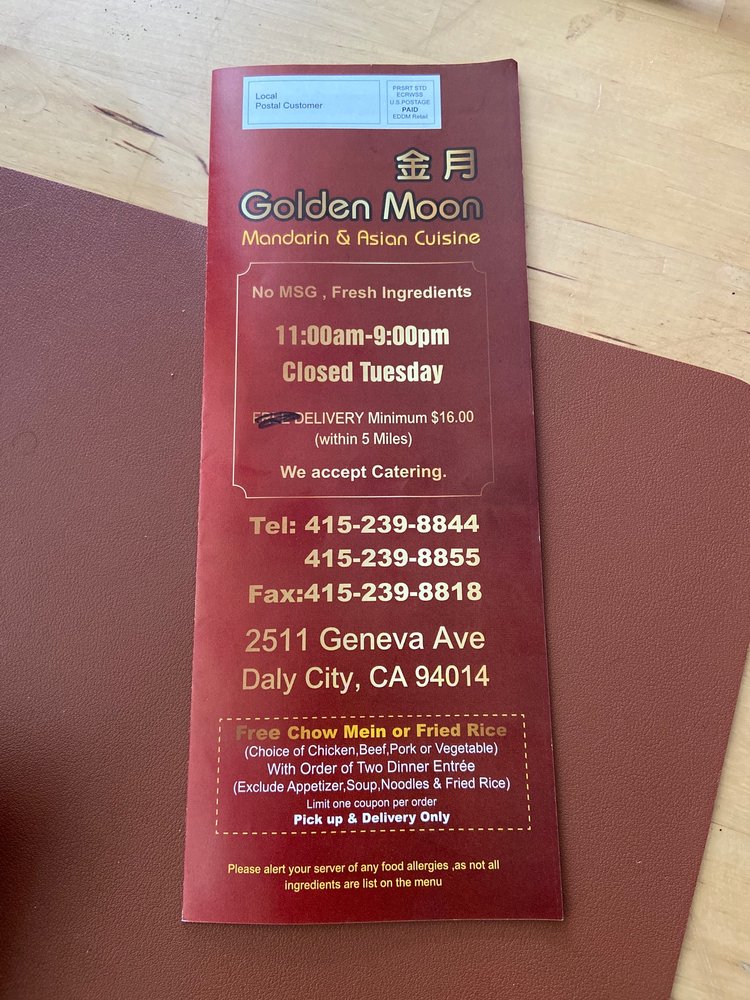 Local
Postal Customer
PRSRT STD
ECRWSS
U.S.POSTAGE
PAID
EDDM Retail
金月
Golden Moon
Mandarin & Asian Cuisine
No MSG , Fresh Ingredients
11:00am-9:00pm
Closed Tuesday
FREE DELIVERY Minimum $16.00
(within 5 Miles)
We accept Catering.
Tel: 415-239-8844
415-239-8855
Fax:415-239-8818
2511 Geneva Ave
Daly City, CA 94014
Free Chow Mein or Fried Rice
(Choice of Chicken,Beef,Pork or Vegetable)
With Order of Two Dinner Entrée
(Exclude Appetizer,Soup,Noodles & Fried Rice)
Limit one coupon per order
Pick up & Delivery Only
Please alert your server of any food allergies ,as not all
ingredients are list on the menu